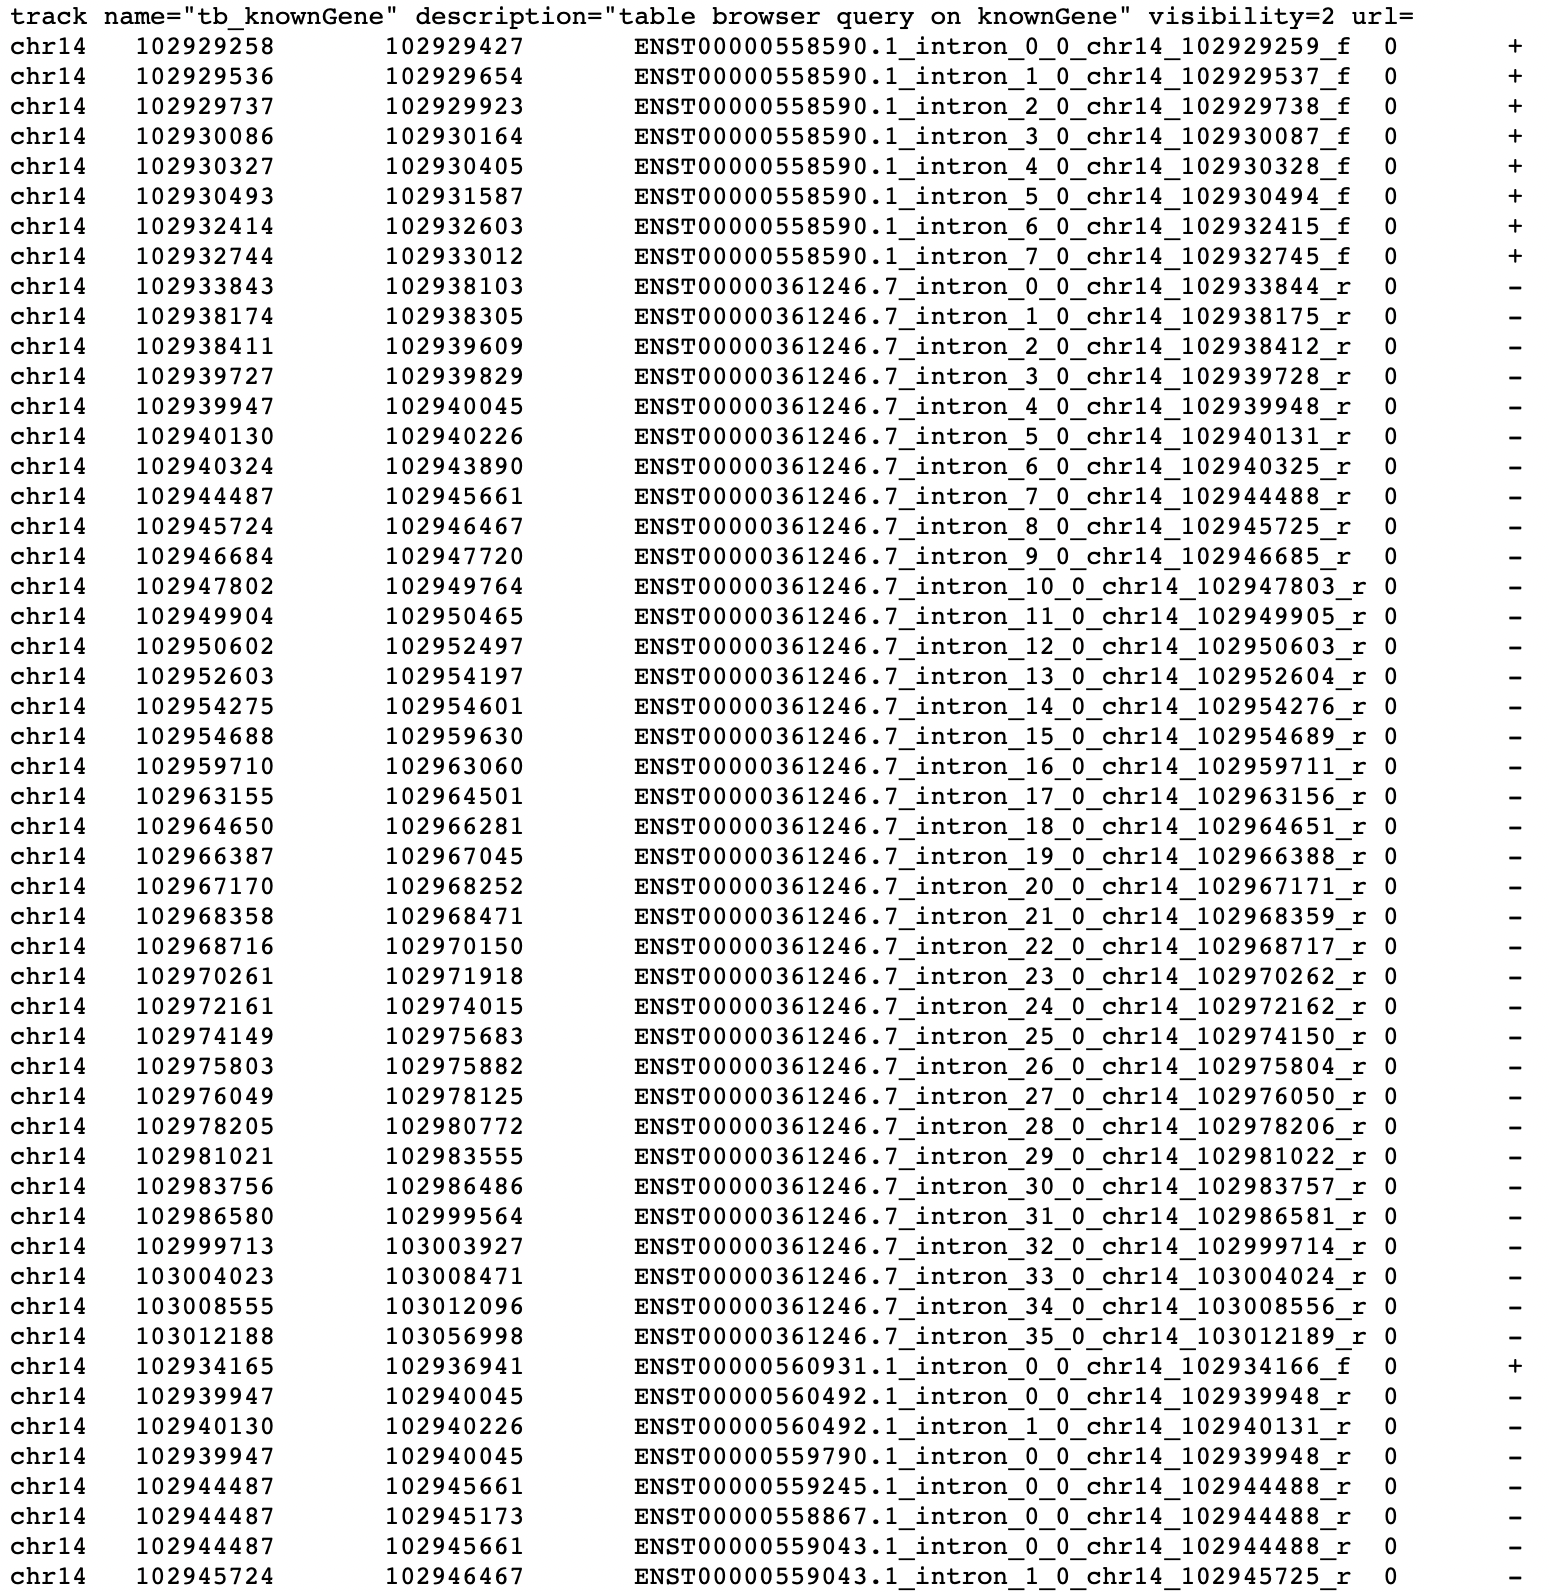 track name="tb_knownGene" description="table browser query on knownGene" visibility=2 url=
chr14 102929258 102929427 ENST00000558590.1_intron_0_0_chr14_102929259_f 0 +
chr14 102929536 102929654 ENST00000558590.1_intron_1_0_chr14_102929537_f 0 +
chr14 102929737 102929923 ENST00000558590.1_intron_2_0_chr14_102929738_f 0 +
chr14 102930086 102930164 ENST00000558590.1_intron_3_0_chr14_102930087_f 0 +
chr14 102930327 102930405 ENST00000558590.1_intron_4_0_chr14_102930328_f 0 +
chr14 102930493 102931587 ENST00000558590.1_intron_5_0_chr14_102930494_f 0 +
chr14 102932414 102932603 ENST00000558590.1_intron_6_0_chr14_102932415_f 0 +
chr14 102932744 102933012 ENST00000558590.1_intron_7_0_chr14_102932745_f 0 +
chr14 102933843 102938103 ENST00000361246.7_intron_0_0_chr14_102933844_r 0 -
chr14 102938174 102938305 ENST00000361246.7_intron_1_0_chr14_102938175_r 0 -
chr14 102938411 102939609 ENST00000361246.7_intron_2_0_chr14_102938412_r 0 -
chr14 102939727 102939829 ENST00000361246.7_intron_3_0_chr14_102939728_r 0 -
chr14 102939947 102940045 ENST00000361246.7_intron_4_0_chr14_102939948_r 0 -
chr14 102940130 102940226 ENST00000361246.7_intron_5_0_chr14_102940131_r 0 -
chr14 102940324 102943890 ENST00000361246.7_intron_6_0_chr14_102940325_r 0 -
chr14 102944487 102945661 ENST00000361246.7_intron_7_0_chr14_102944488_r 0 -
chr14 102945724 102946467 ENST00000361246.7_intron_8_0_chr14_102945725_r 0 -
chr14 102946684 102947720 ENST00000361246.7_intron_9_0_chr14_102946685_r 0 -
chr14 102947802 102949764 ENST00000361246.7_intron_10_0_chr14_102947803_r 0 -
chr14 102949904 102950465 ENST00000361246.7_intron_11_0_chr14_102949905_r 0 -
chr14 102950602 102952497 ENST00000361246.7_intron_12_0_chr14_102950603_r 0 -
chr14 102952603 102954197 ENST00000361246.7_intron_13_0_chr14_102952604_r 0 -
chr14 102954275 102954601 ENST00000361246.7_intron_14_0_chr14_102954276_r 0 -
chr14 102954688 102959630 ENST00000361246.7_intron_15_0_chr14_102954689_r 0 -
chr14 102959710 102963060 ENST00000361246.7_intron_16_0_chr14_102959711_r 0 -
chr14 102963155 102964501 ENST00000361246.7_intron_17_0_chr14_102963156_r 0 -
chr14 102964650 102966281 ENST00000361246.7_intron_18_0_chr14_102964651_r 0 -
chr14 102966387 102967045 ENST00000361246.7_intron_19_0_chr14_102966388_r 0 -
chr14 102967170 102968252 ENST00000361246.7_intron_20_0_chr14_102967171_r 0 -
chr14 102968358 102968471 ENST00000361246.7_intron_21_0_chr14_102968359_r 0 -
chr14 102968716 102970150 ENST00000361246.7_intron_22_0_chr14_102968717_r 0 -
chr14 102970261 102971918 ENST00000361246.7_intron_23_0_chr14_102970262_r 0 -
chr14 102972161 102974015 ENST00000361246.7_intron_24_0_chr14_102972162_r 0 -
chr14 102974149 102975683 ENST00000361246.7_intron_25_0_chr14_102974150_r 0 -
chr14 102975803 102975882 ENST00000361246.7_intron_26_0_chr14_102975804_r 0 -
chr14 102976049 102978125 ENST00000361246.7_intron_27_0_chr14_102976050_r 0 -
chr14 102978205 102980772 ENST00000361246.7_intron_28_0_chr14_102978206_r 0 -
chr14 102981021 102983555 ENST00000361246.7_intron_29_0_chr14_102981022_r 0 -
chr14 102983756 102986486 ENST00000361246.7_intron_30_0_chr14_102983757_r 0 -
chr14 102986580 102999564 ENST00000361246.7_intron_31_0_chr14_102986581_r 0 -
chr14 102999713 103003927 ENST00000361246.7_intron_32_0_chr14_102999714_r 0 -
chr14 103004023 103008471 ENST00000361246.7_intron_33_0_chr14_103004024_r 0 -
chr14 103008555 103012096 ENST00000361246.7_intron_34_0_chr14_103008556_r 0 -
chr14 103012188 103056998 ENST00000361246.7_intron_35_0_chr14_103012189_r 0 -
chr14 102934165 102936941 ENST00000560931.1_intron_0_0_chr14_102934166_f 0 +
chr14 102939947 102940045 ENST00000560492.1_intron_0_0_chr14_102939948_r 0 -
chr14 102940130 102940226 ENST00000560492.1_intron_1_0_chr14_102940131_r 0 -
chr14 102939947 102940045 ENST00000559790.1_intron_0_0_chr14_102939948_r 0 -
chr14 102944487 102945661 ENST00000559245.1_intron_0_0_chr14_102944488_r 0 -
chr14 102944487 102945173 ENST00000558867.1_intron_0_0_chr14_102944488_r 0 -
chr14 102944487 102945661 ENST00000559043.1_intron_0_0_chr14_102944488_r 0 -
chr14 102945724 102946467 ENST00000559043.1_intron_1_0_chr14_102945725_r 0 -